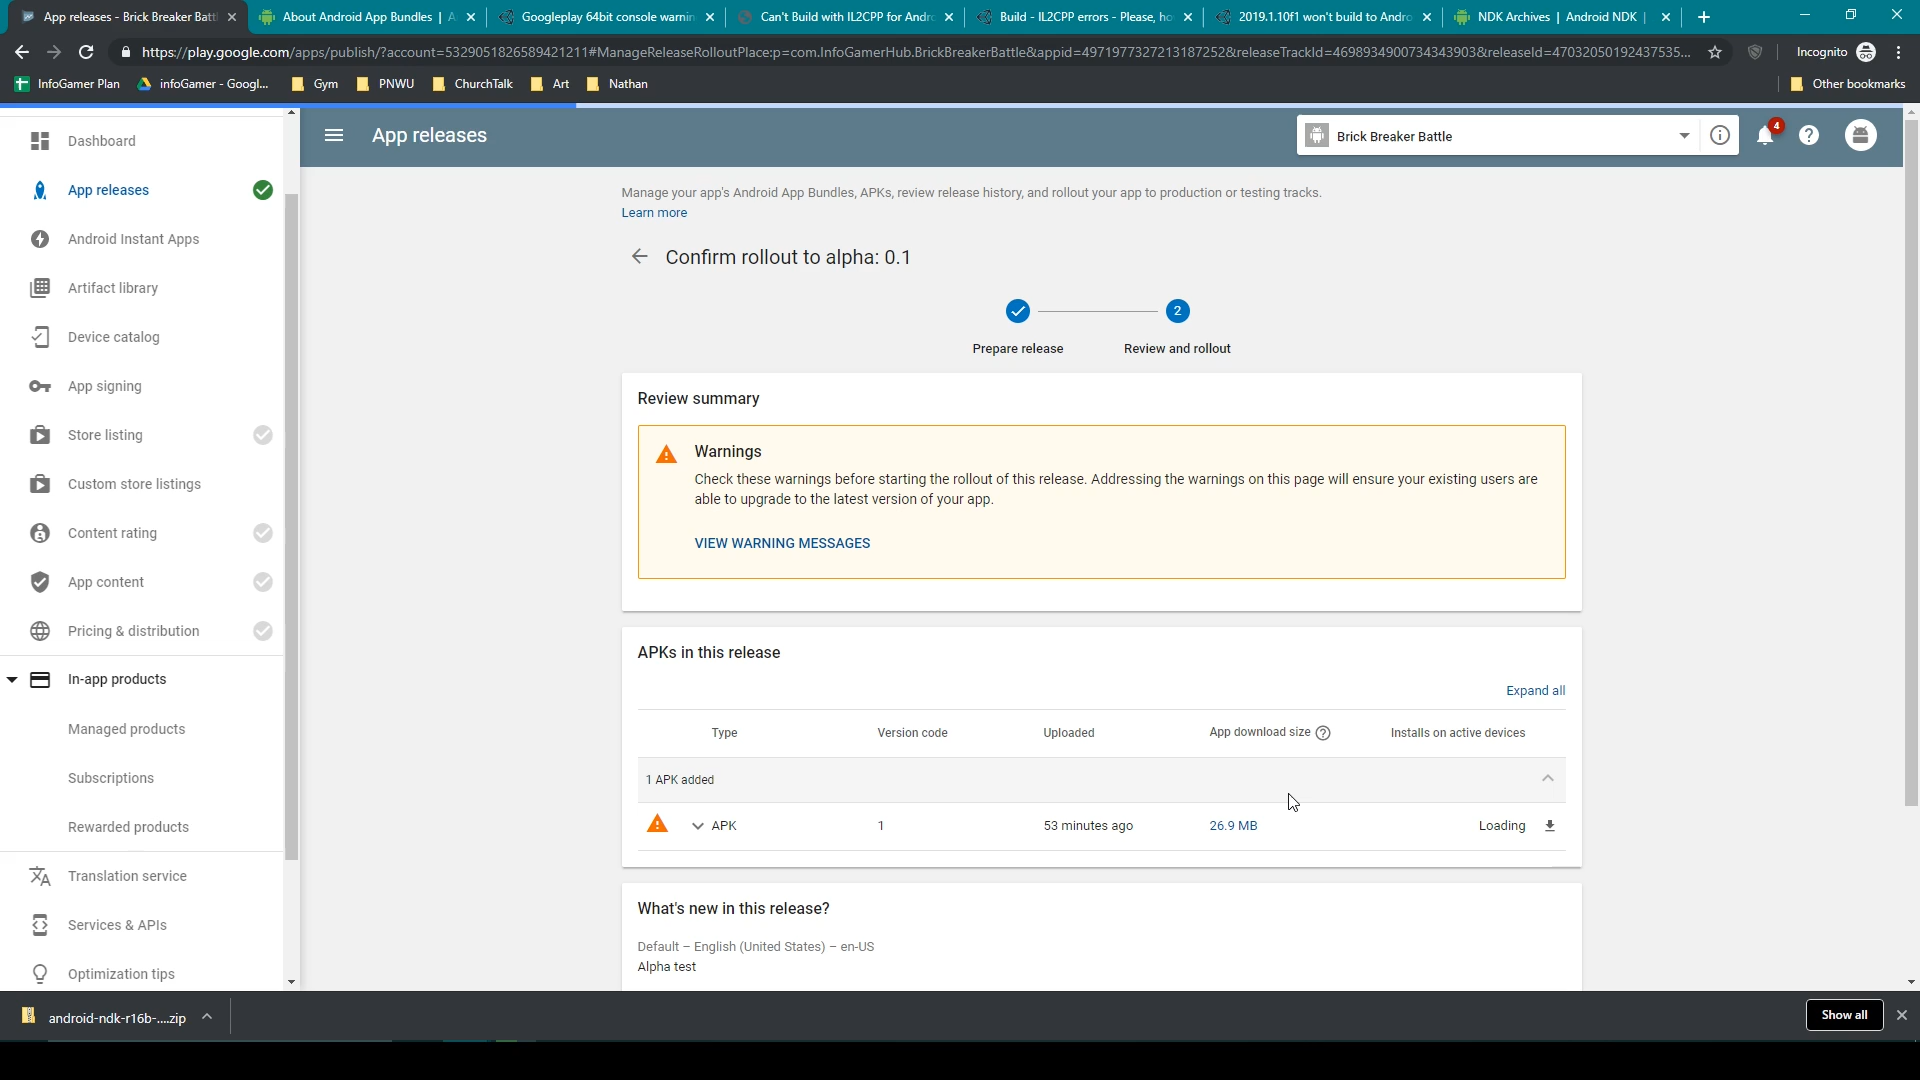 App releases - Brick Breaker Battl
About Android App Bundles | A
Googleplay 64bit console warnin
Can't Build with IL2CPP for Andro
Build - IL2CPP errors - Please, ho
2019.1.10f1 won't build to Andro
NDK Archives | Android NDK |
https://play.google.com/apps/publish/?account=5329051826589421211#ManageReleaseRolloutPlace:p=com.InfoGamerHub.BrickBreakerBattle&appid=4971977327213187252&releaseTrackId=4698934900734343903&releaseId=47032050192437535...
Incognito
InfoGamer Plan
infoGamer - Googl...
Gym
PNWU
ChurchTalk
Art
Nathan
Other bookmarks
Dashboard
App releases
Android Instant Apps
Artifact library
Device catalog
App signing
Store listing
Custom store listings
Content rating
App content
Pricing & distribution
In-app products
Managed products
Subscriptions
Rewarded products
Translation service
Services & APIs
Optimization tips
App releases
Brick Breaker Battle
4
Manage your app's Android App Bundles, APKs, review release history, and rollout your app to production or testing tracks.
Learn more
Confirm rollout to alpha: 0.1
2
Prepare release
Review and rollout
Review summary
Warnings
Check these warnings before starting the rollout of this release. Addressing the warnings on this page will ensure your existing users are
able to upgrade to the latest version of your app.
VIEW WARNING MESSAGES
APKs in this release
Expand all
Type Version code Uploaded App download size Installs on active devices
1 APK added
APK 1 53 minutes ago 26.9 MB Loading
What's new in this release?
Default – English (United States) – en-US
Alpha test
android-ndk-r16b-....zip
Show all